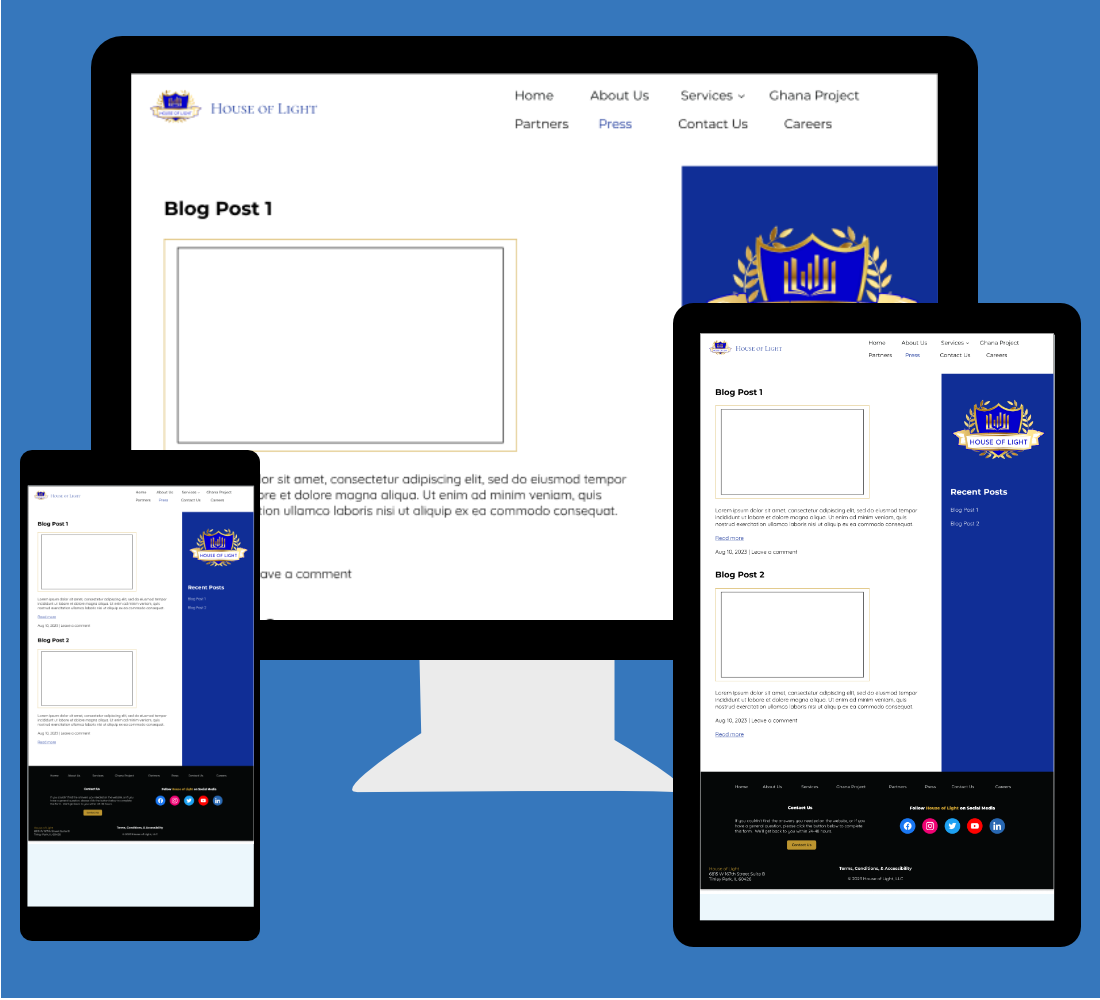 HOUSE OF LIGHT
House of Light
Home About Us Services Ghana Project
Partners Press Contact Us Careers
Blog Post 1
lor sit amet, consectetur adipiscing elit, sed do eiusmod tempor
ore et dolore magna aliqua. Ut enim ad minim veniam, quis
tion ullamco laboris nisi ut aliquip ex ea commodo consequat.
ave a comment
House of Light
Home About Us Services Ghana Project
Partners Press Contact Us Careers
Blog Post 1
Lorem ipsum dolor sit amet, consectetur adipiscing elit, sed do eiusmod tempor
incididunt ut labore et dolore magna aliqua. Ut enim ad minim veniam, quis
nostrud exercitation ullamco laboris nisi ut aliquip ex ea commodo consequat.
Read more
Aug 10, 2023 | Leave a comment
Blog Post 2
Lorem ipsum dolor sit amet, consectetur adipiscing elit, sed do eiusmod tempor
incididunt ut labore et dolore magna aliqua. Ut enim ad minim veniam, quis
nostrud exercitation ullamco laboris nisi ut aliquip ex ea commodo consequat.
Aug 10, 2023 | Leave a comment
Read more
HOUSE OF LIGHT
Recent Posts
Blog Post 1
Blog Post 2
Home About Us Services Ghana Project Partners Press Contact Us Careers
Contact Us
If you couldn't find the answers you need on the website, or if you
have a general question, please click the button below to complete
the form. We'll get back to you within 24-48 hours.
Contact Us
Follow House of Light on Social Media
House of Light
6815 W 167th Street Suite B
Tinley Park, IL 60426
Terms, Conditions, & Accessibility
© 2023 House of Light, LLC
House of Light
Home About Us Services Ghana Project
Partners Press Contact Us Careers
Blog Post 1
Lorem ipsum dolor sit amet, consectetur adipiscing elit, sed do eiusmod tempor
incididunt ut labore et dolore magna aliqua. Ut enim ad minim veniam, quis
nostrud exercitation ullamco laboris nisi ut aliquip ex ea commodo consequat.
Read more
Aug 10, 2023 | Leave a comment
Blog Post 2
Lorem ipsum dolor sit amet, consectetur adipiscing elit, sed do eiusmod tempor
incididunt ut labore et dolore magna aliqua. Ut enim ad minim veniam, quis
nostrud exercitation ullamco laboris nisi ut aliquip ex ea commodo consequat.
Aug 10, 2023 | Leave a comment
Read more
HOUSE OF LIGHT
Recent Posts
Blog Post 1
Blog Post 2
Home About Us Services Ghana Project Partners Press Contact Us Careers
Contact Us
Follow House of Light on Social Media
House of Light
Terms, Conditions, & Accessibility
© 2023 House of Light, LLC